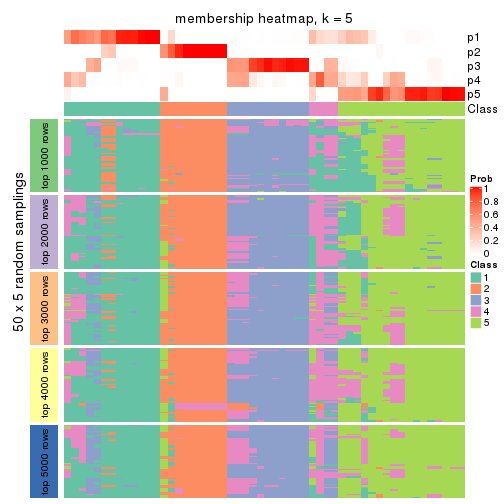 membership heatmap, k = 5
p1
p2
p3
p4
p5
Class
50 x 5 random samplings
top 1000 rows
top 2000 rows
top 3000 rows
top 4000 rows
top 5000 rows
Prob
1
0.8
0.6
0.4
0.2
0
Class
1
2
3
4
5